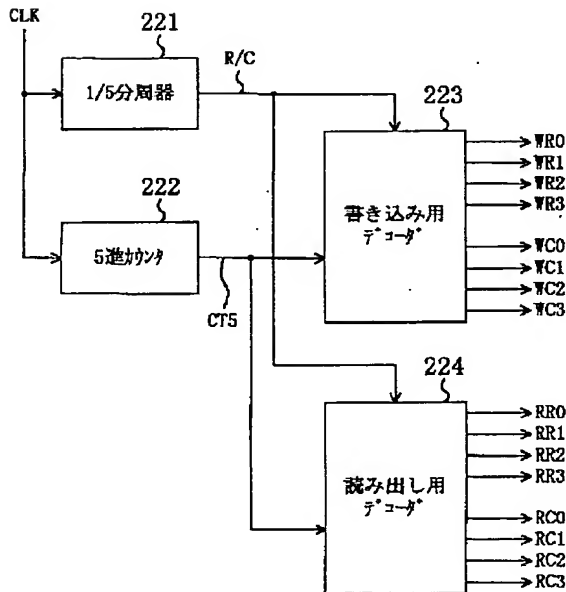 CLK
221
1/5分周器
R/C
223
書き込み用
デコーダ
WR0
WR1
WR2
WR3
WC0
WC1
WC2
WC3
222
5進カウンタ
CT5
224
読み出し用
デコーダ
RR0
RR1
RR2
RR3
RC0
RC1
RC2
RC3